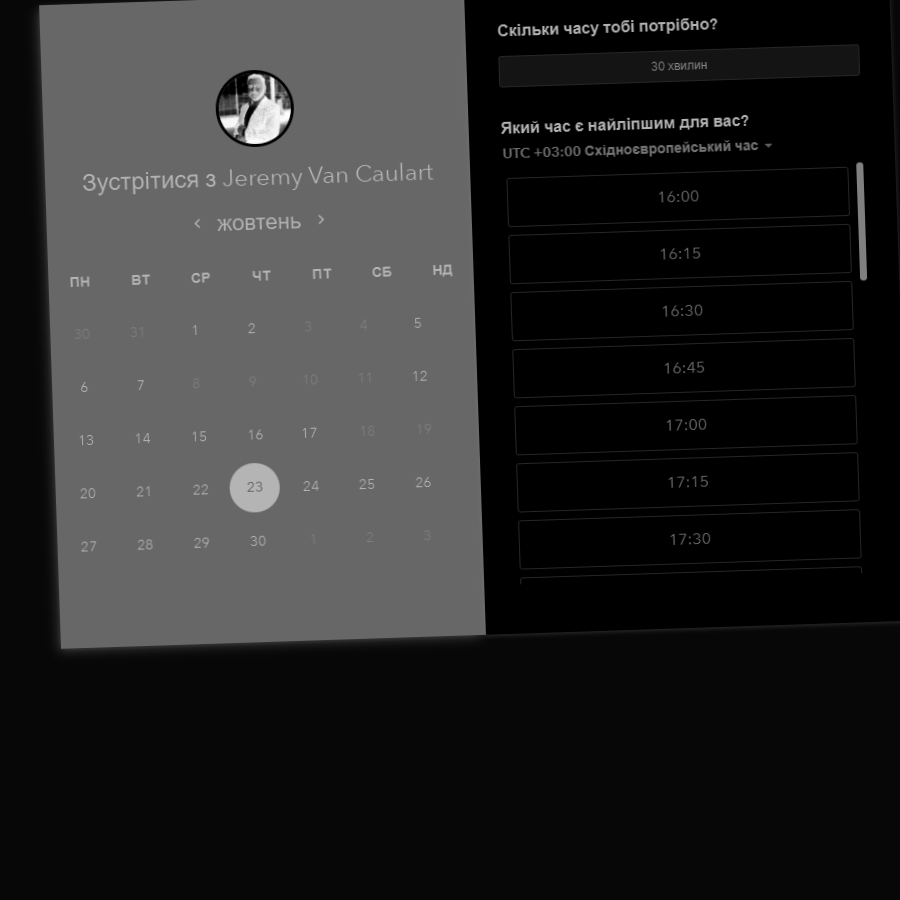 Зустрітися з Jeremy Van Caulart
жовтень
ПН ВТ СР ЧТ ПТ СБ НД
30 31 1 2 3 4 5
6 7 8 9 10 11 12
13 14 15 16 17 18 19
20 21 22 23 24 25 26
27 28 29 30 1 2 3
Скільки часу тобі потрібно?
30 хвилин
Який час є найліпшим для вас?
UTC +03:00 Східноєвропейський час
16:00
16:15
16:30
16:45
17:00
17:15
17:30